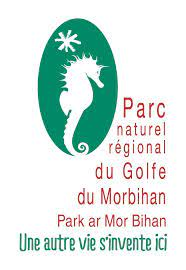 Parc
naturel
régional
du Golfe
du Morbihan
Park ar Mor Bihan
Une autre vie s'invente ici